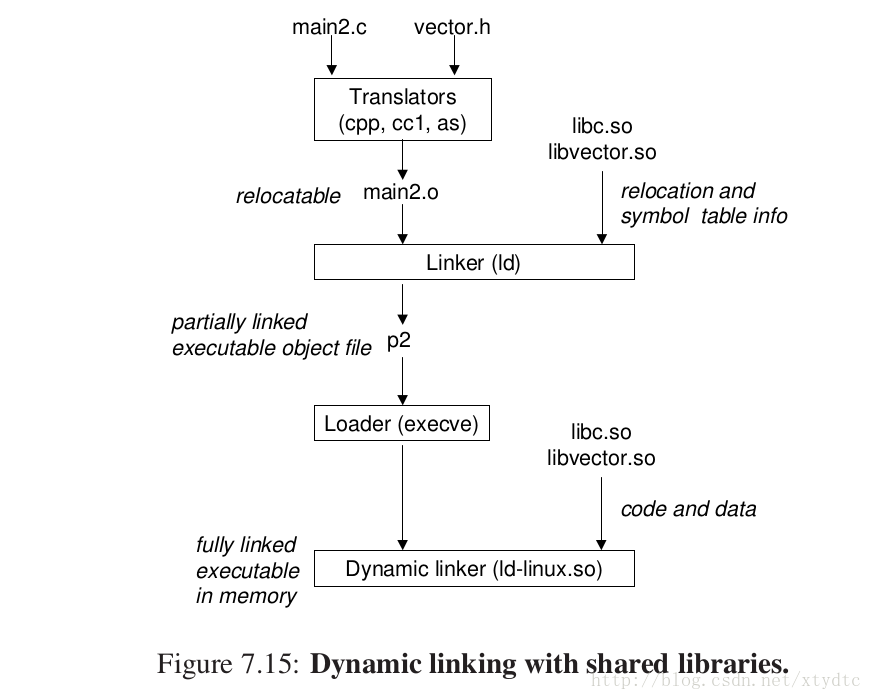 main2.c vector.h
Translators
(cpp, cc1, as)
libc.so
libvector.so
relocatable main2.o
relocation and
symbol table info
Linker (ld)
partially linked
executable object file
p2
Loader (execve)
libc.so
libvector.so
code and data
fully linked
executable
in memory
Dynamic linker (ld-linux.so)
Figure 7.15: Dynamic linking with shared libraries.
http://blog.csdn.net/xtydtc